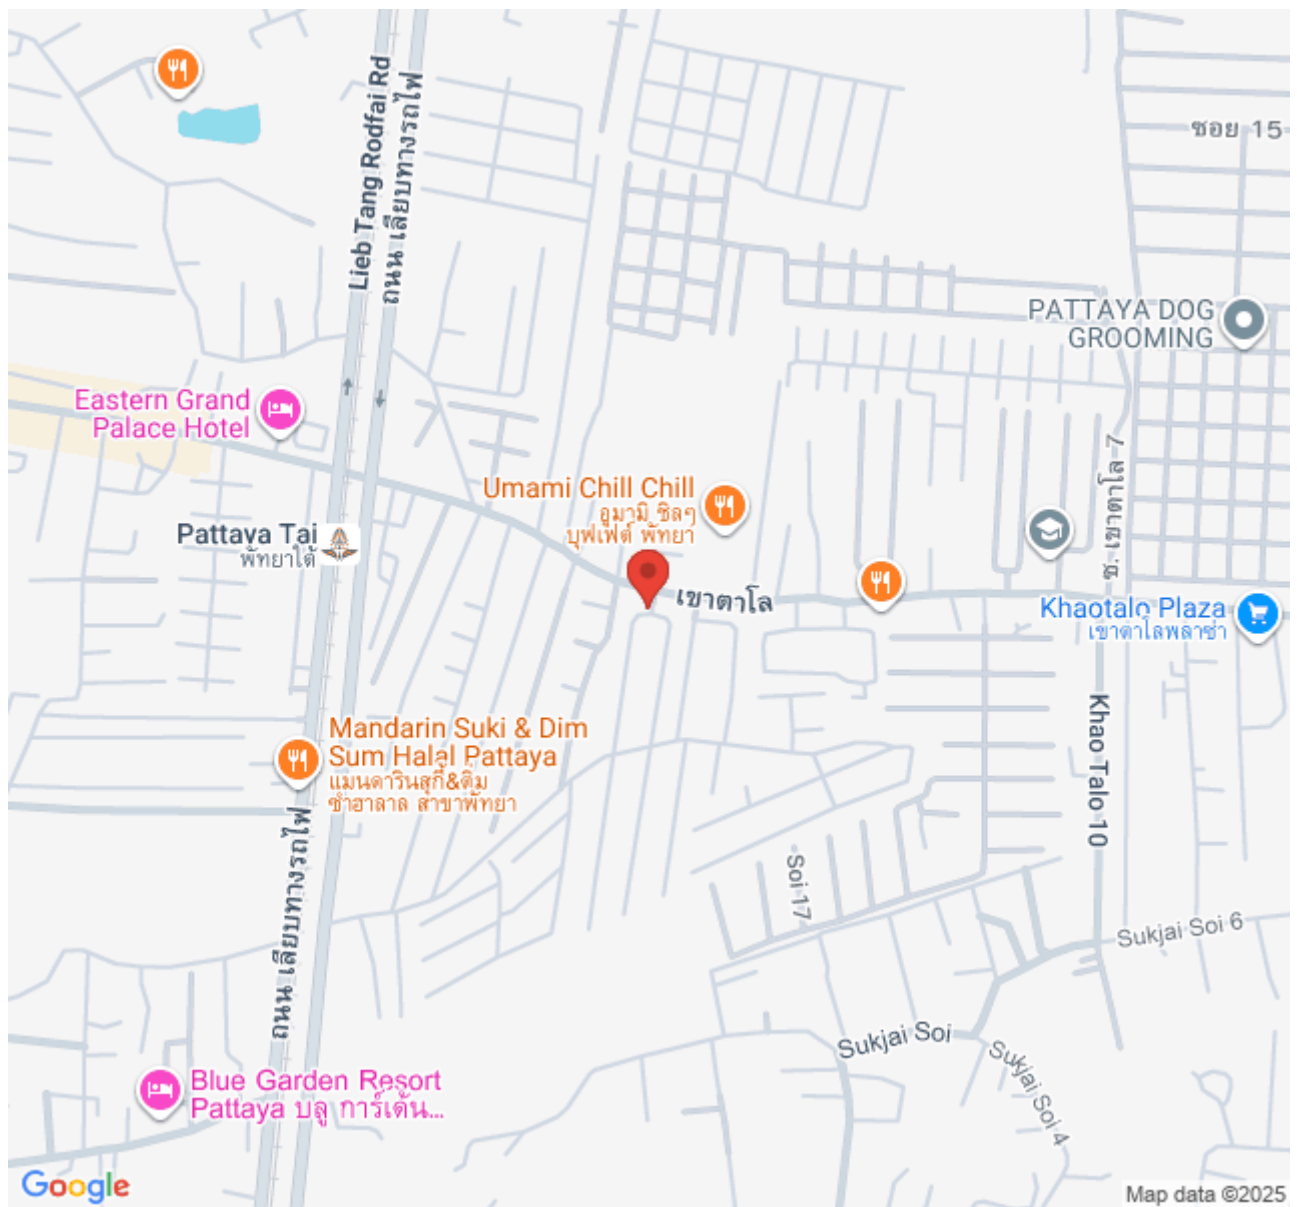 Lieb Tang Rodfai Rd
ถนน เลียบทางรถไฟ
ซอย 15
PATTAYA DOG
GROOMING
Eastern Grand
Palace Hotel
Umami Chill Chill
อูมามิ ชิลๆ
บุฟเฟ่ต์ พัทยา
Pattaya Tai
พัทยาใต้
ซ. เขาตาโล 7
เขาตาโล
Khaotalo Plaza
เขาตาโลพลาซ่า
Mandarin Suki & Dim
Sum Halal Pattaya
แมนดารินสุกี้&ติ่ม
ซำฮาลาล สาขาพัทยา
Khao Talo 10
Soi 17
ถนน เลียบทางรถไฟ
Sukjai Soi 6
Sukjai Soi
Sukjai Soi 4
Blue Garden Resort
Pattaya บลู การ์เด้น...
Google
Map data ©2025